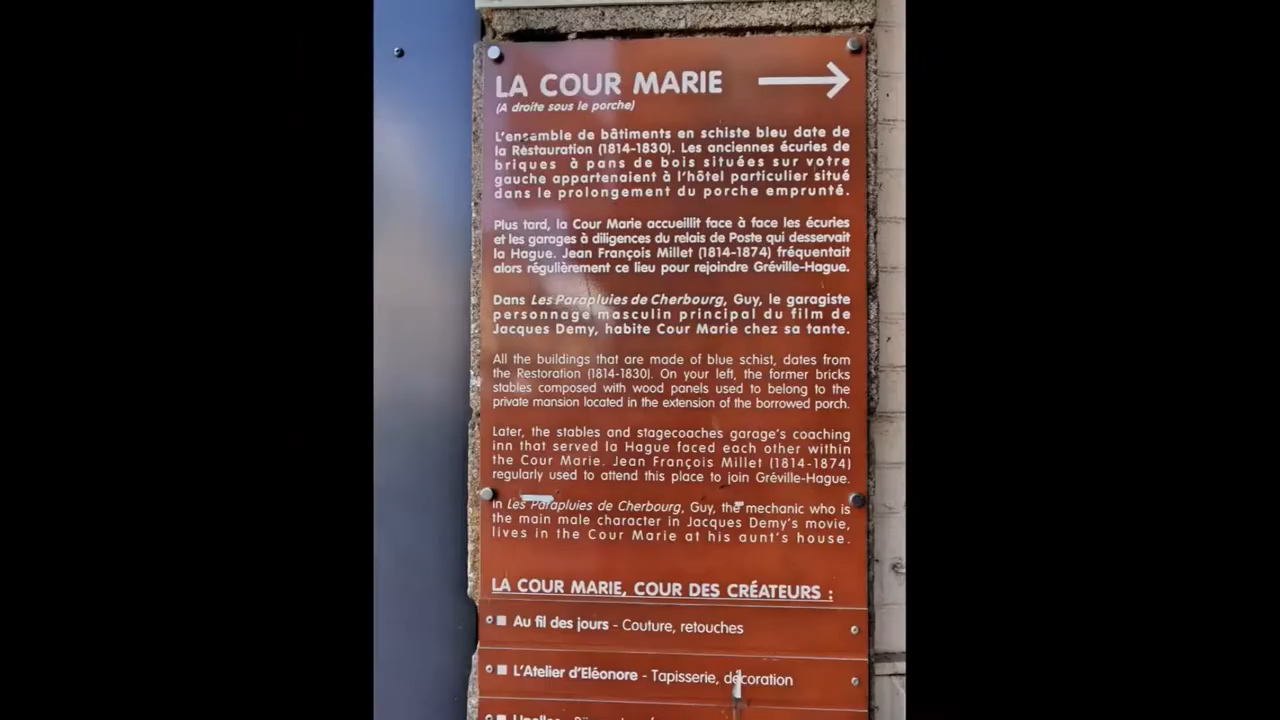 LA COUR MARIE
(A droite sous le porche)
L'ensemble de bâtiments en schiste bleu date de
la Restauration (1814-1830). Les anciennes écuries de
briques à pans de bois situées sur votre
gauche appartenaient à l'hôtel particulier situé
dans le prolongement du porche emprunté.
Plus tard, la Cour Marie accueillit face à face les écuries
et les garages à diligences du relais de Poste qui desservait
la Hague. Jean François Millet (1814-1874) fréquentait
alors régulièrement ce lieu pour rejoindre Gréville-Hague.
Dans Les Parapluies de Cherbourg, Guy, le garagiste
personnage masculin principal du film de
Jacques Demy, habite Cour Marie chez sa tante.
All the buildings that are made of blue schist, dates from
the Restoration (1814-1830). On your left, the former bricks
stables composed with wood panels used to belong to the
private mansion located in the extension of the borrowed porch.
Later, the stables and stagecoaches garage's coaching
inn that served la Hague faced each other within
the Cour Marie. Jean François Millet (1814-1874)
regularly used to attend this place to join Gréville-Hague.
In Les Parapluies de Cherbourg, Guy, the mechanic who is
the main male character in Jacques Demy's movie,
lives in the Cour Marie at his aunt's house.
LA COUR MARIE, COUR DES CRÉATEURS :
Au fil des jours - Couture, retouches
L'Atelier d'Eléonore - Tapisserie, décoration